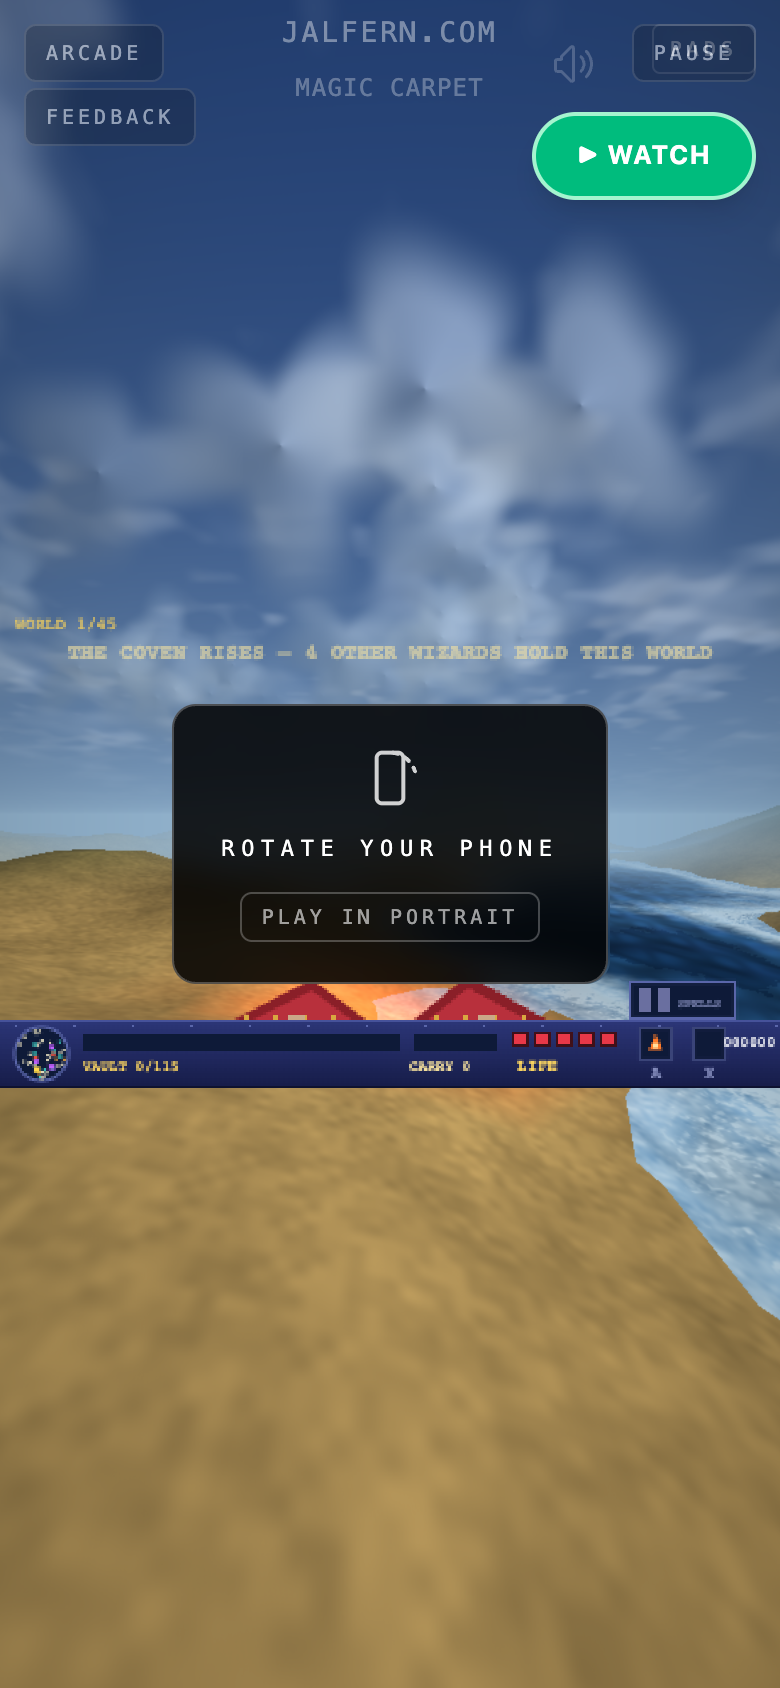 JALFERN.COM
ARCADE
PAUSE
MAGIC CARPET
FEEDBACK
WATCH
WORLD 1/45
THE COVEN RISES — 4 OTHER WIZARDS HOLD THIS WORLD
ROTATE YOUR PHONE
PLAY IN PORTRAIT
VAULT 0/115
CARRY 0
LIFE
A
X